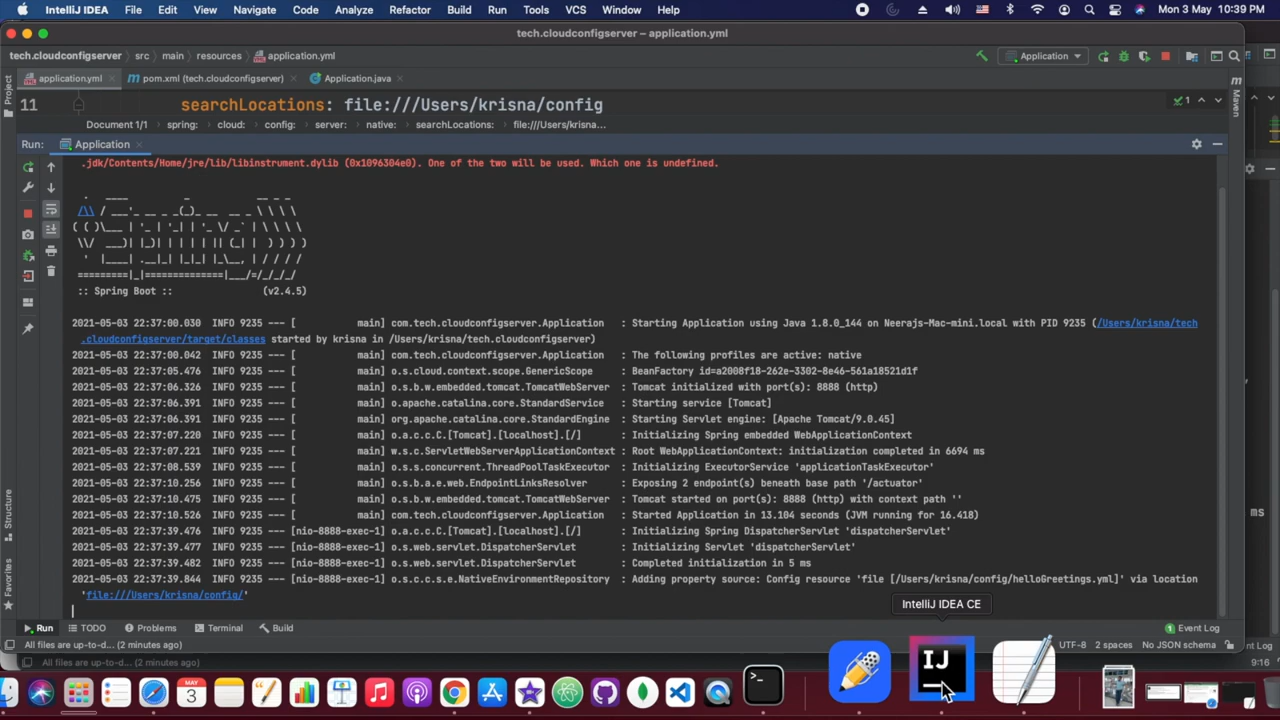 IntelliJ IDEA File Edit View Navigate Code Analyze Refactor Build Run Tools VCS Window Help Mon 3 May 10:39 PM
tech.cloudconfigserver – application.yml
tech.cloudconfigserver src main resources application.yml Application
application.yml pom.xml (tech.cloudconfigserver) Application.java
Project
Maven
11 searchLocations: file:///Users/krisna/config
1
Document 1/1 spring: cloud: config: server: native: searchLocations: file:///Users/krisna...
Run: Application
.jdk/Contents/Home/jre/lib/libinstrument.dylib (0x1096304e0). One of the two will be used. Which one is undefined.
:: Spring Boot :: (v2.4.5)
2021-05-03 22:37:00.030 INFO 9235 --- [ main] com.tech.cloudconfigserver.Application : Starting Application using Java 1.8.0_144 on Neerajs-Mac-mini.local with PID 9235 (/Users/krisna/tech
.cloudconfigserver/target/classes started by krisna in /Users/krisna/tech.cloudconfigserver)
2021-05-03 22:37:00.042 INFO 9235 --- [ main] com.tech.cloudconfigserver.Application : The following profiles are active: native
2021-05-03 22:37:05.476 INFO 9235 --- [ main] o.s.cloud.context.scope.GenericScope : BeanFactory id=a2008f18-262e-3302-8e46-561a18521d1f
2021-05-03 22:37:06.326 INFO 9235 --- [ main] o.s.b.w.embedded.tomcat.TomcatWebServer : Tomcat initialized with port(s): 8888 (http)
2021-05-03 22:37:06.391 INFO 9235 --- [ main] o.apache.catalina.core.StandardService : Starting service [Tomcat]
2021-05-03 22:37:06.391 INFO 9235 --- [ main] org.apache.catalina.core.StandardEngine : Starting Servlet engine: [Apache Tomcat/9.0.45]
2021-05-03 22:37:07.220 INFO 9235 --- [ main] o.a.c.c.C.[Tomcat].[localhost].[/] : Initializing Spring embedded WebApplicationContext
2021-05-03 22:37:07.221 INFO 9235 --- [ main] w.s.c.ServletWebServerApplicationContext : Root WebApplicationContext: initialization completed in 6694 ms
2021-05-03 22:37:08.539 INFO 9235 --- [ main] o.s.s.concurrent.ThreadPoolTaskExecutor : Initializing ExecutorService 'applicationTaskExecutor'
2021-05-03 22:37:10.256 INFO 9235 --- [ main] o.s.b.a.e.web.EndpointLinksResolver : Exposing 2 endpoint(s) beneath base path '/actuator'
2021-05-03 22:37:10.475 INFO 9235 --- [ main] o.s.b.w.embedded.tomcat.TomcatWebServer : Tomcat started on port(s): 8888 (http) with context path ''
2021-05-03 22:37:10.526 INFO 9235 --- [ main] com.tech.cloudconfigserver.Application : Started Application in 13.104 seconds (JVM running for 16.418)
ms
2021-05-03 22:37:39.476 INFO 9235 --- [nio-8888-exec-1] o.a.c.c.C.[Tomcat].[localhost].[/] : Initializing Spring DispatcherServlet 'dispatcherServlet'
2021-05-03 22:37:39.477 INFO 9235 --- [nio-8888-exec-1] o.s.web.servlet.DispatcherServlet : Initializing Servlet 'dispatcherServlet'
2021-05-03 22:37:39.482 INFO 9235 --- [nio-8888-exec-1] o.s.web.servlet.DispatcherServlet : Completed initialization in 5 ms
2021-05-03 22:37:39.844 INFO 9235 --- [nio-8888-exec-1] o.s.c.c.s.e.NativeEnvironmentRepository : Adding property source: Config resource 'file [/Users/krisna/config/helloGreetings.yml]' via location
'file:///Users/krisna/config/'
Structure
Favorites
IntelliJ IDEA CE
Run TODO Problems Terminal Build 1 Event Log
All files are up-to-d... (2 minutes ago) UTF-8 2 spaces No JSON schema
All files are up-to-d... (2 minutes ago) 9:16
IJ
MAY
3